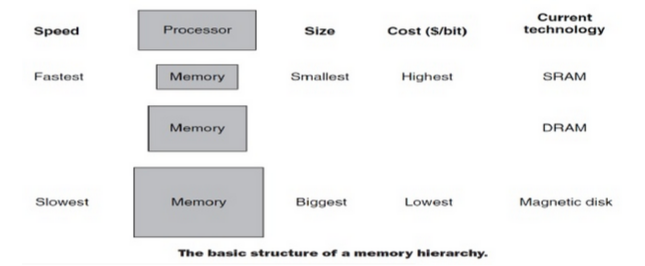 Speed Processor Size Cost ($/bit) Current technology
Fastest Memory Smallest Highest SRAM
Memory DRAM
Slowest Memory Biggest Lowest Magnetic disk
The basic structure of a memory hierarchy.